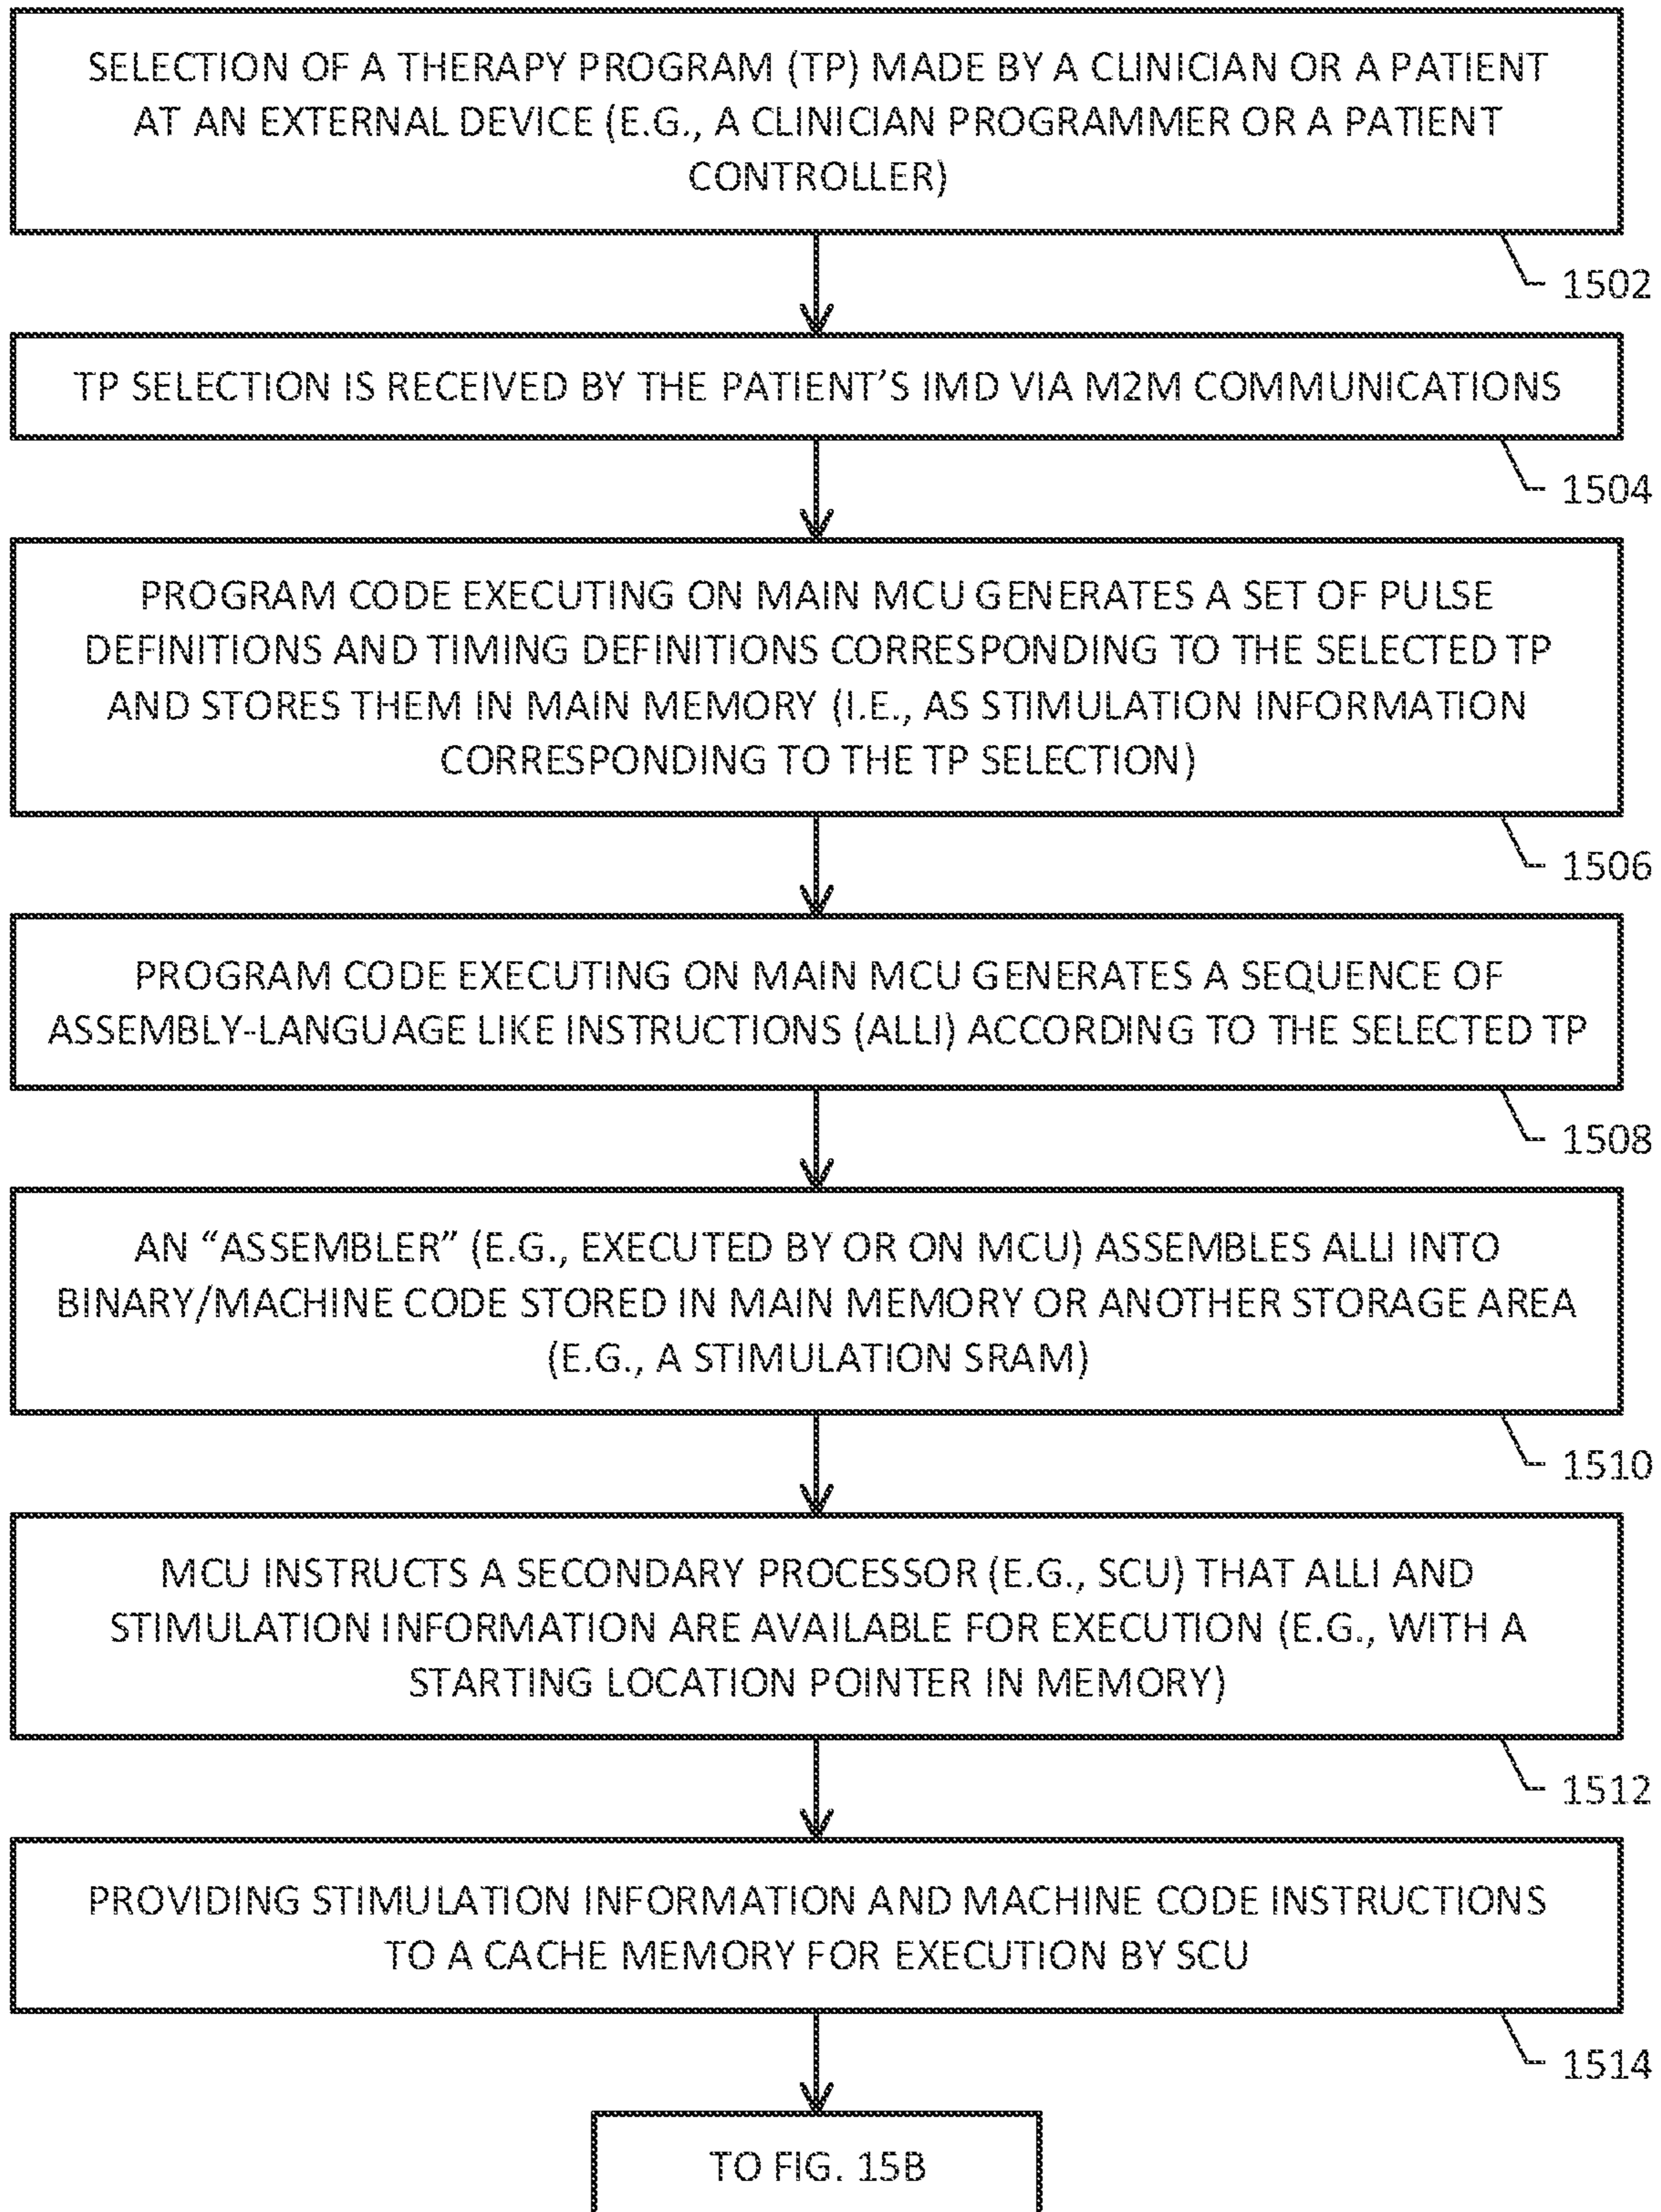 SELECTION OF A THERAPY PROGRAM (TP) MADE BY A CLINICIAN OR A PATIENT
AT AN EXTERNAL DEVICE (E.G., A CLINICIAN PROGRAMMER OR A PATIENT
CONTROLLER)
1502
TP SELECTION IS RECEIVED BY THE PATIENT'S IMD VIA M2M COMMUNICATIONS
1504
PROGRAM CODE EXECUTING ON MAIN MCU GENERATES A SET OF PULSE
DEFINITIONS AND TIMING DEFINITIONS CORRESPONDING TO THE SELECTED TP
AND STORES THEM IN MAIN MEMORY (I.E., AS STIMULATION INFORMATION
CORRESPONDING TO THE TP SELECTION)
1506
PROGRAM CODE EXECUTING ON MAIN MCU GENERATES A SEQUENCE OF
ASSEMBLY-LANGUAGE LIKE INSTRUCTIONS (ALLI) ACCORDING TO THE SELECTED TP
1508
AN “ASSEMBLER” (E.G., EXECUTED BY OR ON MCU) ASSEMBLES ALLI INTO
BINARY/MACHINE CODE STORED IN MAIN MEMORY OR ANOTHER STORAGE AREA
(E.G., A STIMULATION SRAM)
1510
MCU INSTRUCTS A SECONDARY PROCESSOR (E.G., SCU) THAT ALLI AND
STIMULATION INFORMATION ARE AVAILABLE FOR EXECUTION (E.G., WITH A
STARTING LOCATION POINTER IN MEMORY)
1512
PROVIDING STIMULATION INFORMATION AND MACHINE CODE INSTRUCTIONS
TO A CACHE MEMORY FOR EXECUTION BY SCU
1514
TO FIG. 15B